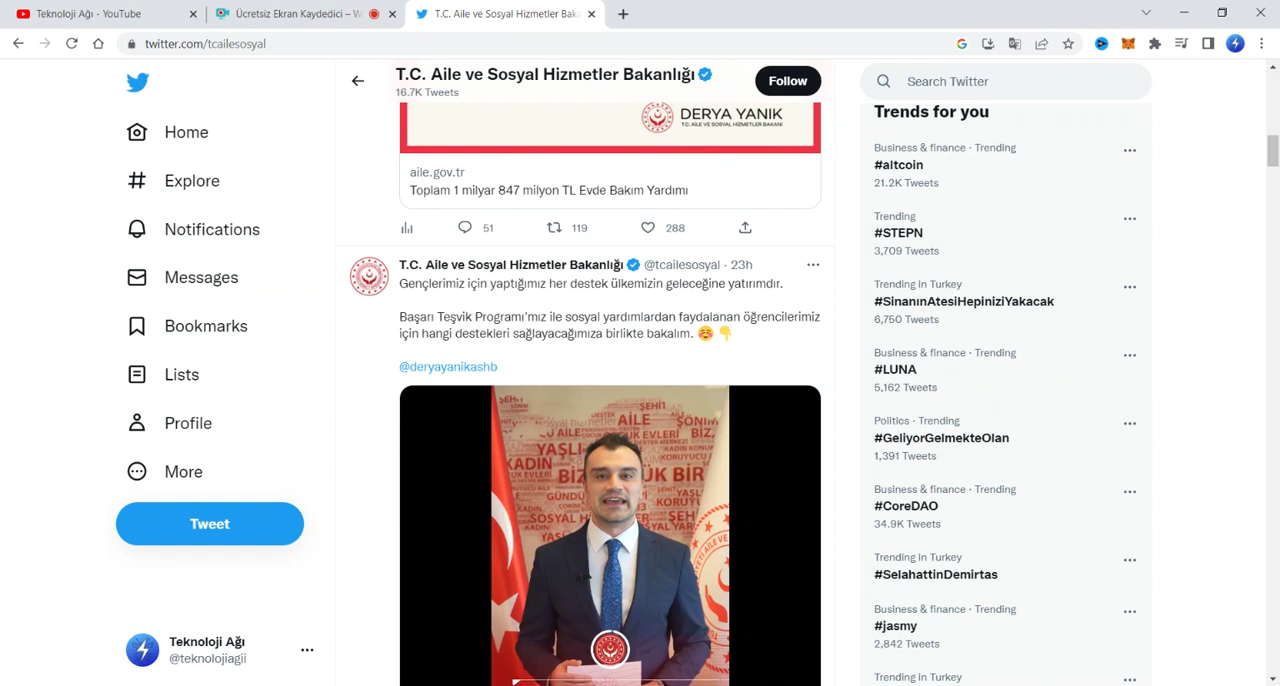 Teknoloji Ağı - YouTube
Ücretsiz Ekran Kaydedici – W
T.C. Aile ve Sosyal Hizmetler Bak
twitter.com/tcailesosyal
T.C. Aile ve Sosyal Hizmetler Bakanlığı
16.7K Tweets
Follow
Search Twitter
Home
Explore
Notifications
Messages
Bookmarks
Lists
Profile
More
Tweet
Teknoloji Ağı
@teknolojiagii
DERYA YANIK
T.C. AİLE VE SOSYAL HİZMETLER BAKANI
aile.gov.tr
Toplam 1 milyar 847 milyon TL Evde Bakım Yardımı
51 119 288
T.C. Aile ve Sosyal Hizmetler Bakanlığı @tcailesosyal · 23h
Gençlerimiz için yaptığımız her destek ülkemizin geleceğine yatırımdır.
Başarı Teşvik Programı'mız ile sosyal yardımlardan faydalanan öğrencilerimiz
için hangi destekleri sağlayacağımıza birlikte bakalım. ☺️ 👇
@deryayanikashb
ŞEHİT
AİLE
YAŞLI
KADIN
Trends for you
Business & finance · Trending
#altcoin
21.2K Tweets
Trending
#STEPN
3,709 Tweets
Trending in Turkey
#SinanınAtesiHepiniziYakacak
6,750 Tweets
Business & finance · Trending
#LUNA
5,162 Tweets
Politics · Trending
#GeliyorGelmekteOlan
1,391 Tweets
Business & finance · Trending
#CoreDAO
34.9K Tweets
Trending in Turkey
#SelahattinDemirtas
Business & finance · Trending
#jasmy
2,842 Tweets
Trending in Turkey